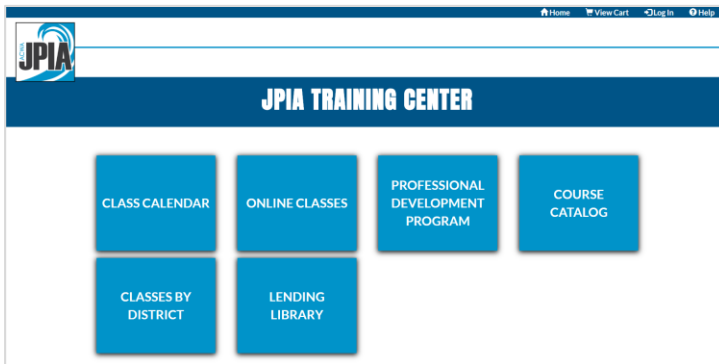 Home View Cart Log In Help
ACWA
JPIA
JPIA TRAINING CENTER
CLASS CALENDAR
ONLINE CLASSES
PROFESSIONAL
DEVELOPMENT
PROGRAM
COURSE
CATALOG
CLASSES BY
DISTRICT
LENDING
LIBRARY